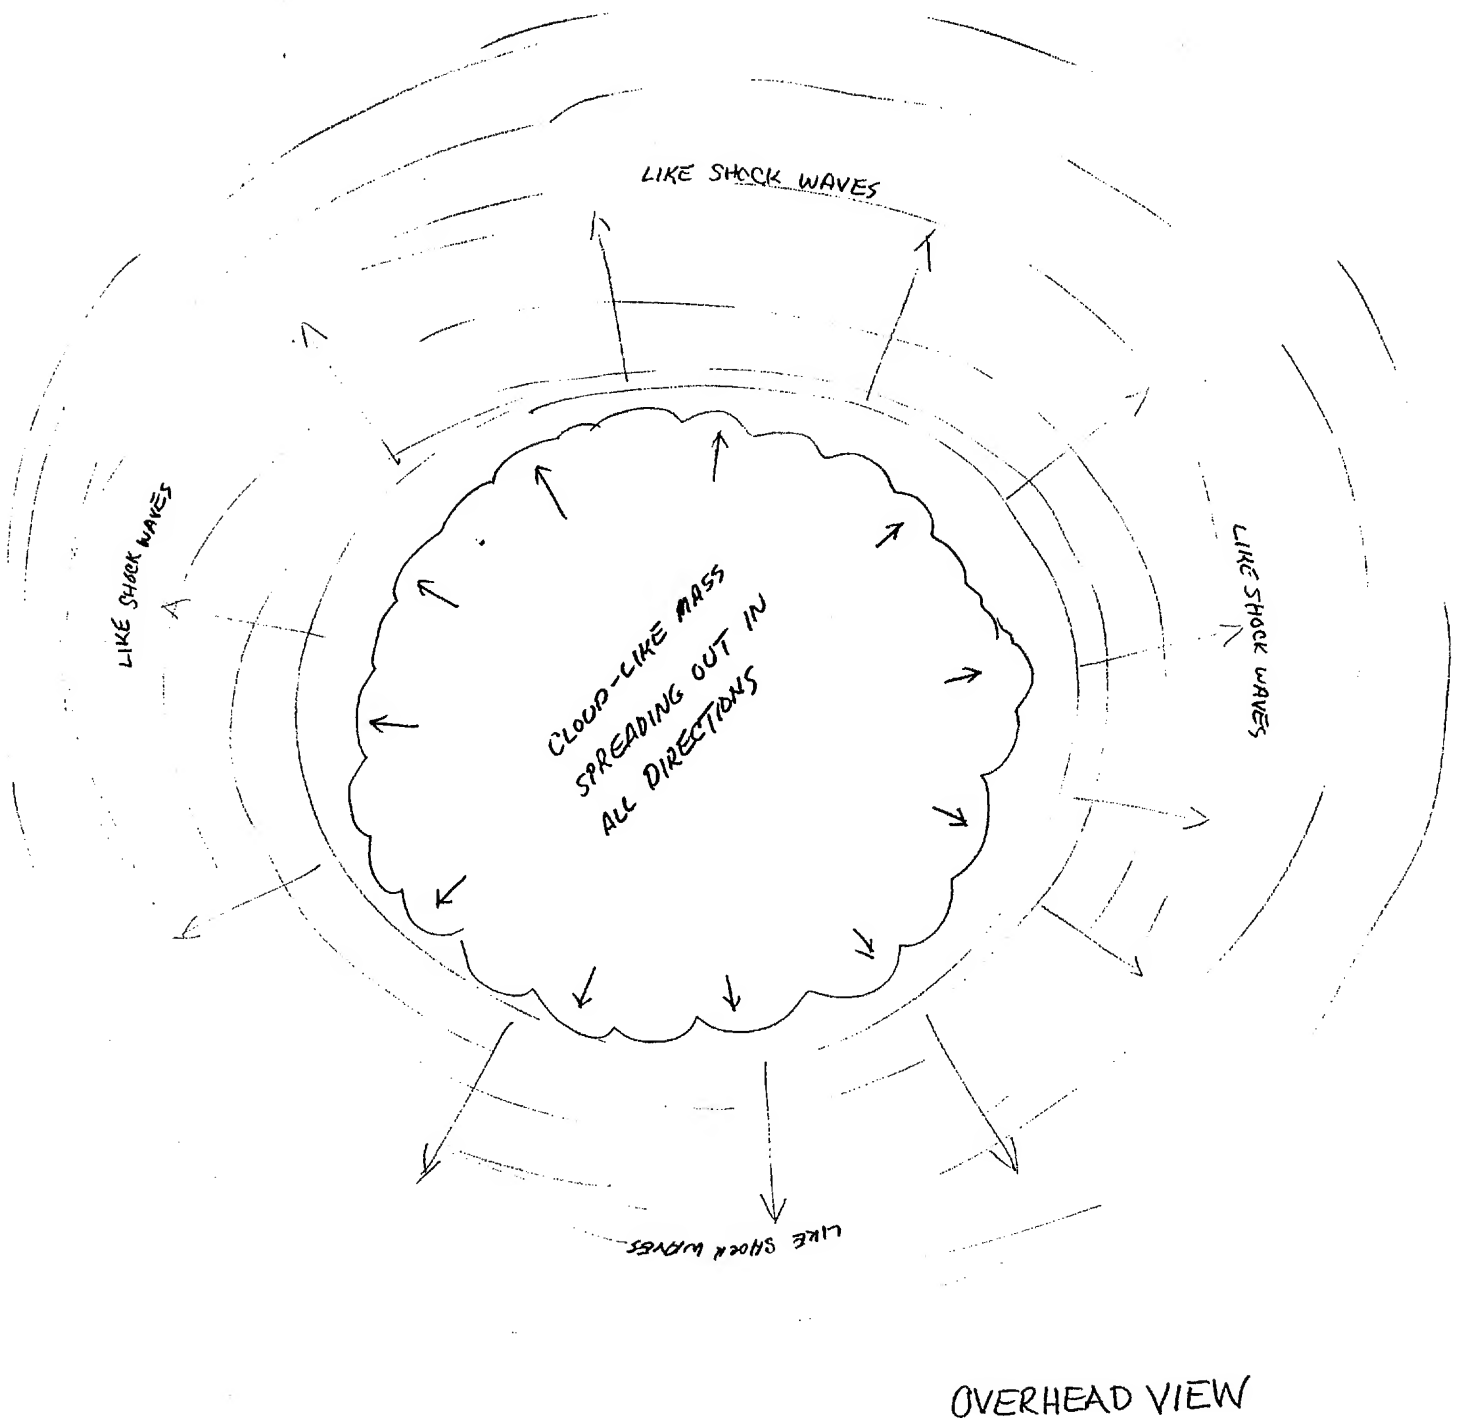 LIKE SHOCK WAVES
LIKE SHOCK WAVES
CLOUD-LIKE MASS
SPREADING OUT IN
ALL DIRECTIONS
LIKE SHOCK WAVES
LIKE SHOCK WAVES
OVERHEAD VIEW